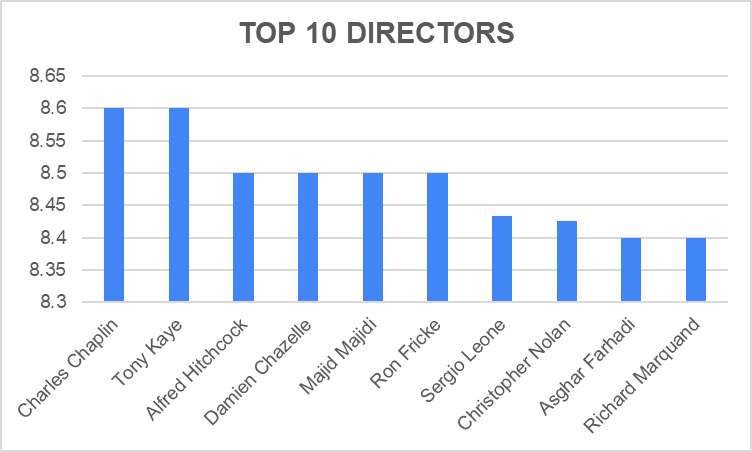 TOP 10 DIRECTORS
8.65
8.6
8.55
8.5
8.45
8.4
8.35
8.3
Charles Chaplin
Tony Kaye
Alfred Hitchcock
Damien Chazelle
Majid Majidi
Ron Fricke
Sergio Leone
Christopher Nolan
Asghar Farhadi
Richard Marquand